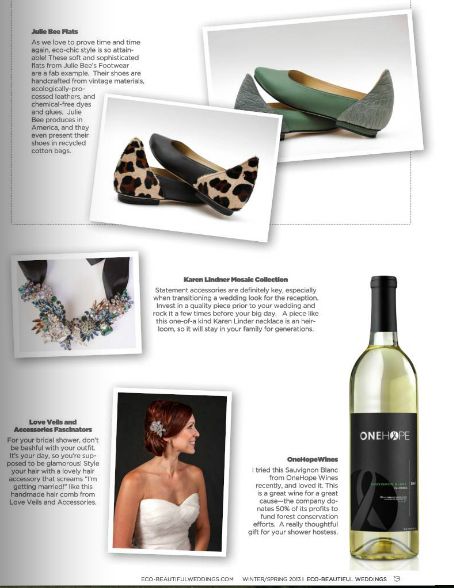 Julie Bee Flats
As we love to prove time and time
again, eco-chic style is so attain-
able! These soft and sophisticated
flats from Julie Bee's Footwear
are a fab example. Their shoes are
handcrafted from vintage materials,
ecologically-pro-
cessed leathers, and
chemical-free dyes
and glues. Julie
Bee produces in
America, and they
even present their
shoes in recycled
cotton bags.
Karen Lindner Mosaic Collection
Statement accessories are definitely key, especially
when transitioning a wedding look for the reception.
Invest in a quality piece prior to your wedding and
rock it a few times before your big day. A piece like
this one-of-a kind Karen Linder necklace is an heir-
loom, so it will stay in your family for generations.
Love Veils and
Accessories Fascinators
For your bridal shower, don't
be bashful with your outfit.
It's your day, so you're sup-
posed to be glamorous! Style
your hair with a lovely hair
accessory that screams "I'm
getting married!" like this
handmade hair comb from
Love Veils and Accessories.
OneHopeWines
I tried this Sauvignon Blanc
from OneHope Wines
recently, and loved it. This
is a great wine for a great
cause—the company do-
nates 50% of its profits to
fund forest conservation
efforts. A really thoughtful
gift for your shower hostess.
ONEHOPE
SAUVIGNON BLANC
ECO-BEAUTIFULWEDDINGS.COM WINTER/SPRING 2013 | ECO-BEAUTIFUL WEDDINGS 13